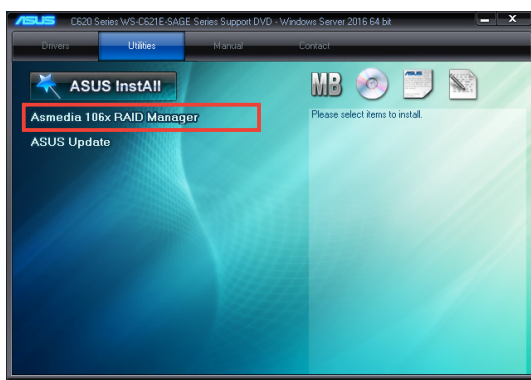 ASUS C620 Series WS-C621E-SAGE Series Support DVD - Windows Server 2016 64 bit
Drivers Utilities Manual Contact
ASUS InstAll
MB
Asmedia 106x RAID Manager
Please select items to install.
ASUS Update